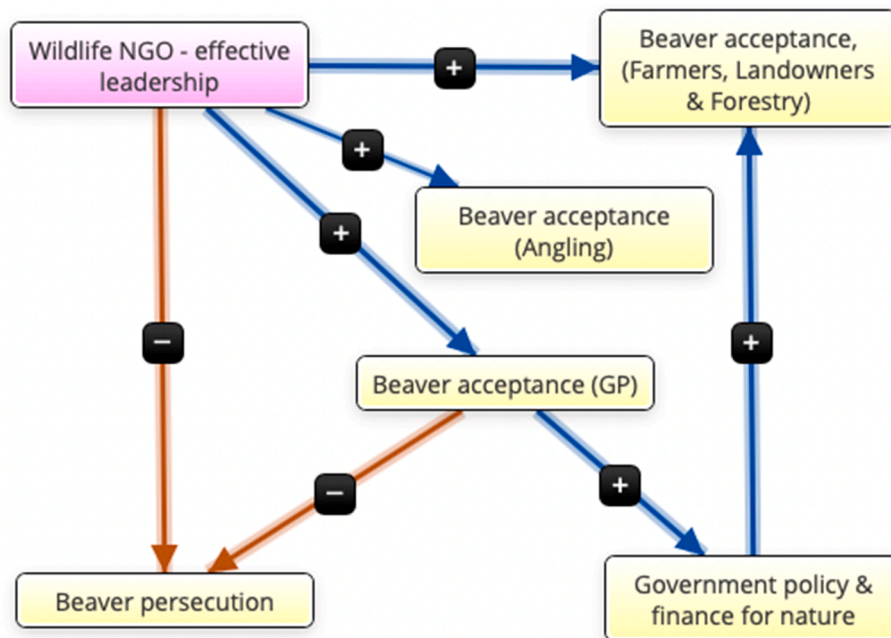 Wildlife NGO - effective
leadership
+
Beaver acceptance,
(Farmers, Landowners
& Forestry)
+
Beaver acceptance
(Angling)
+
−
+
Beaver acceptance (GP)
−
+
Beaver persecution
Government policy &
finance for nature